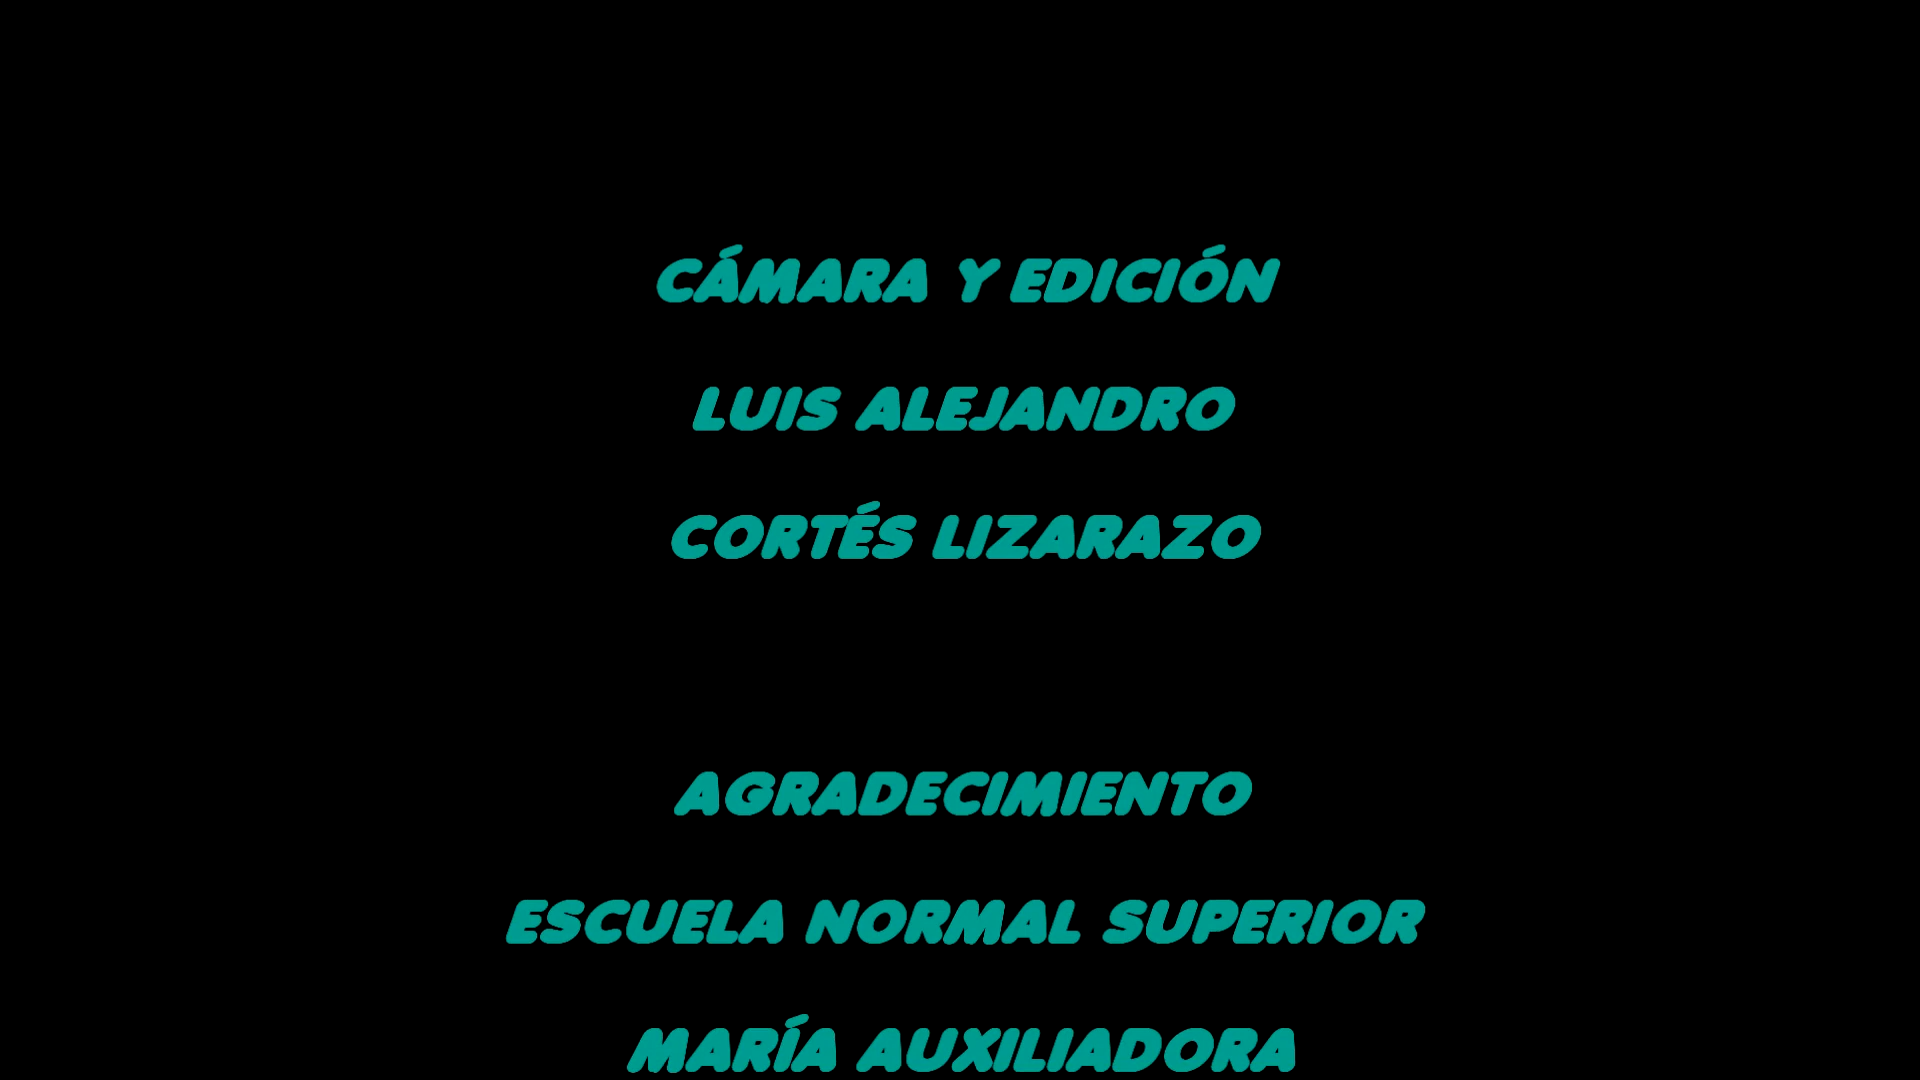 CÁMARA Y EDICIÓN
LUIS ALEJANDRO
CORTÉS LIZARAZO
AGRADECIMIENTO
ESCUELA NORMAL SUPERIOR
MARÍA AUXILIADORA